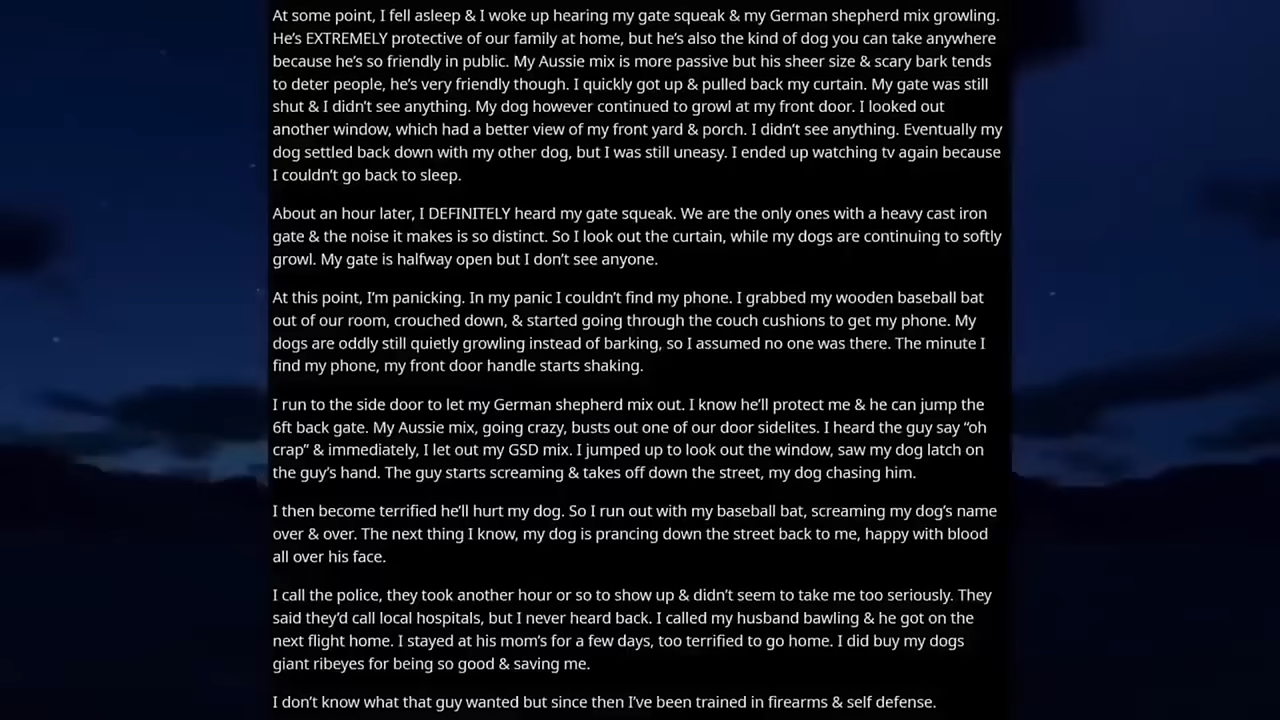 At some point, I fell asleep & I woke up hearing my gate squeak & my German shepherd mix growling.
He's EXTREMELY protective of our family at home, but he's also the kind of dog you can take anywhere
because he's so friendly in public. My Aussie mix is more passive but his sheer size & scary bark tends
to deter people, he's very friendly though. I quickly got up & pulled back my curtain. My gate was still
shut & I didn't see anything. My dog however continued to growl at my front door. I looked out
another window, which had a better view of my front yard & porch. I didn't see anything. Eventually my
dog settled back down with my other dog, but I was still uneasy. I ended up watching tv again because
I couldn't go back to sleep.
About an hour later, I DEFINITELY heard my gate squeak. We are the only ones with a heavy cast iron
gate & the noise it makes is so distinct. So I look out the curtain, while my dogs are continuing to softly
growl. My gate is halfway open but I don't see anyone.
At this point, I'm panicking. In my panic I couldn't find my phone. I grabbed my wooden baseball bat
out of our room, crouched down, & started going through the couch cushions to get my phone. My
dogs are oddly still quietly growling instead of barking, so I assumed no one was there. The minute I
find my phone, my front door handle starts shaking.
I run to the side door to let my German shepherd mix out. I know he'll protect me & he can jump the
6ft back gate. My Aussie mix, going crazy, busts out one of our door sidelites. I heard the guy say “oh
crap” & immediately, I let out my GSD mix. I jumped up to look out the window, saw my dog latch on
the guy's hand. The guy starts screaming & takes off down the street, my dog chasing him.
I then become terrified he'll hurt my dog. So I run out with my baseball bat, screaming my dog's name
over & over. The next thing I know, my dog is prancing down the street back to me, happy with blood
all over his face.
I call the police, they took another hour or so to show up & didn't seem to take me too seriously. They
said they'd call local hospitals, but I never heard back. I called my husband bawling & he got on the
next flight home. I stayed at his mom's for a few days, too terrified to go home. I did buy my dogs
giant ribeyes for being so good & saving me.
I don't know what that guy wanted but since then I've been trained in firearms & self defense.